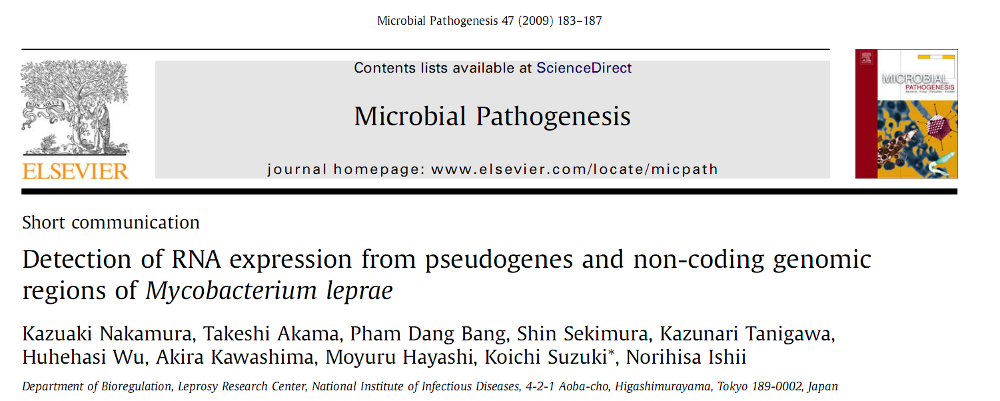 Microbial Pathogenesis 47 (2009) 183–187
Contents lists available at ScienceDirect
Microbial Pathogenesis
journal homepage: www.elsevier.com/locate/micpath
NON SOLUS
ELSEVIER
MICROBIAL
PATHOGENESIS
Short communication
Detection of RNA expression from pseudogenes and non-coding genomic
regions of Mycobacterium leprae
Kazuaki Nakamura, Takeshi Akama, Pham Dang Bang, Shin Sekimura, Kazunari Tanigawa,
Huhehasi Wu, Akira Kawashima, Moyuru Hayashi, Koichi Suzuki*, Norihisa Ishii
Department of Bioregulation, Leprosy Research Center, National Institute of Infectious Diseases, 4-2-1 Aoba-cho, Higashimurayama, Tokyo 189-0002, Japan